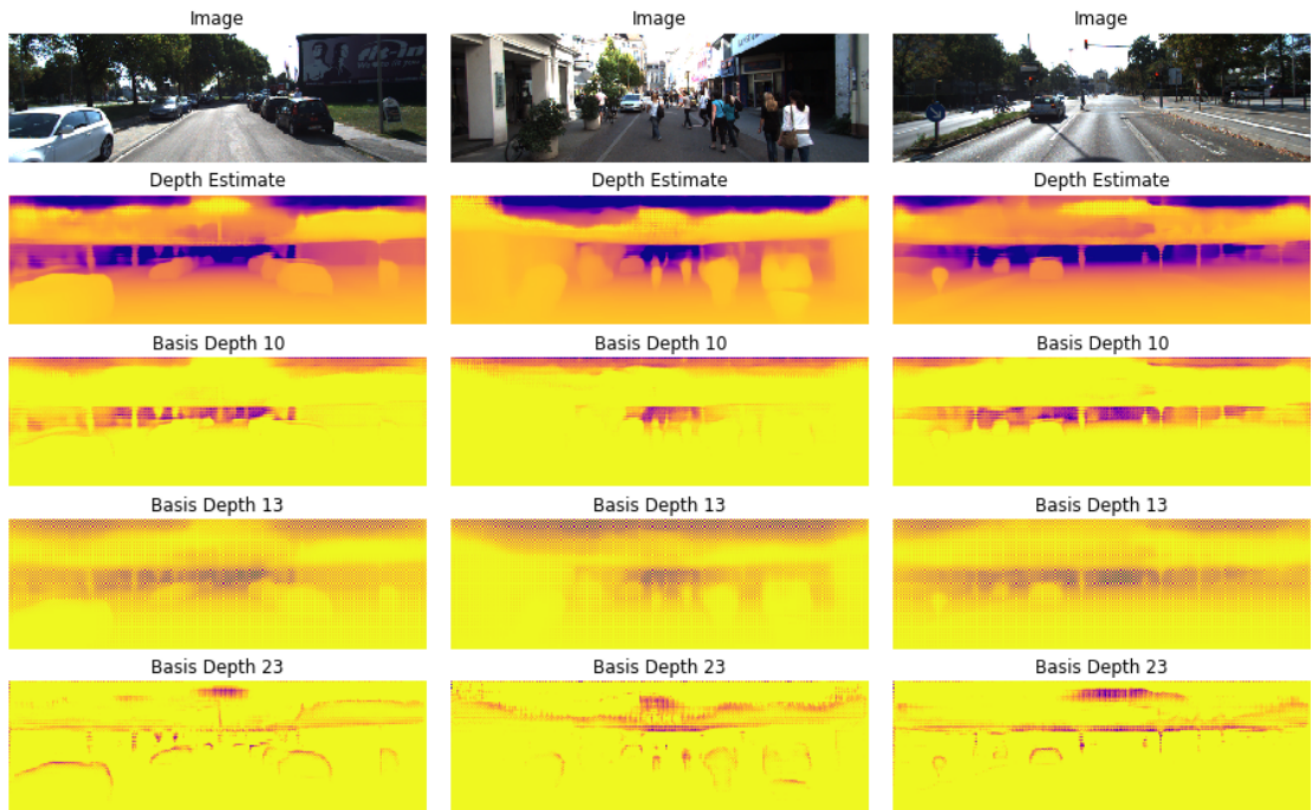 Image Image Image
Depth Estimate Depth Estimate Depth Estimate
Basis Depth 10 Basis Depth 10 Basis Depth 10
Basis Depth 13 Basis Depth 13 Basis Depth 13
Basis Depth 23 Basis Depth 23 Basis Depth 23